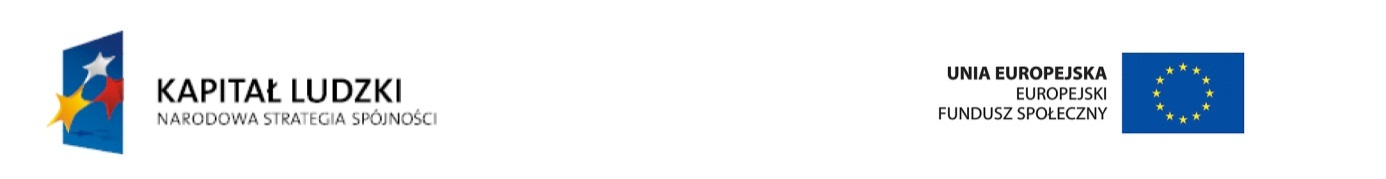 KAPITAŁ LUDZKI
NARODOWA STRATEGIA SPÓJNOŚCI
UNIA EUROPEJSKA
EUROPEJSKI
FUNDUSZ SPOŁECZNY